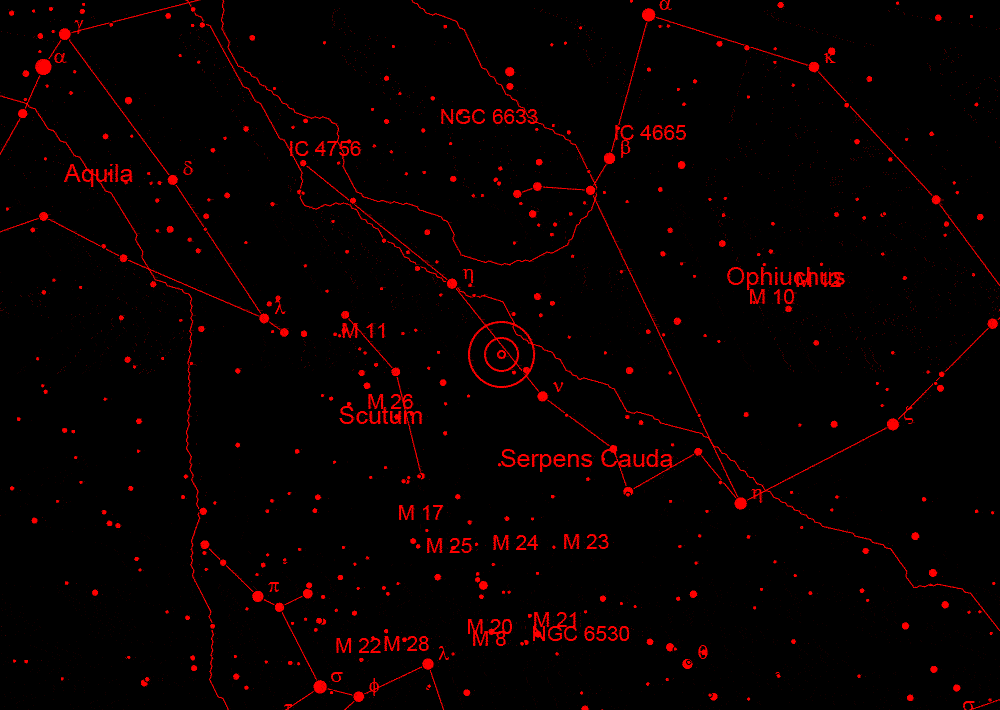 α
γ
α
κ
NGC 6633
IC 4665
β
IC 4756
Aquila
δ
η
Ophiuchus
M 10
λ
M 11
ν
M 26
Scutum
ζ
Serpens Cauda
η
M 17
M 25
M 24
M 23
π
M 20
M 21
M 8
NGC 6530
M 22
M 28
λ
θ
σ
φ